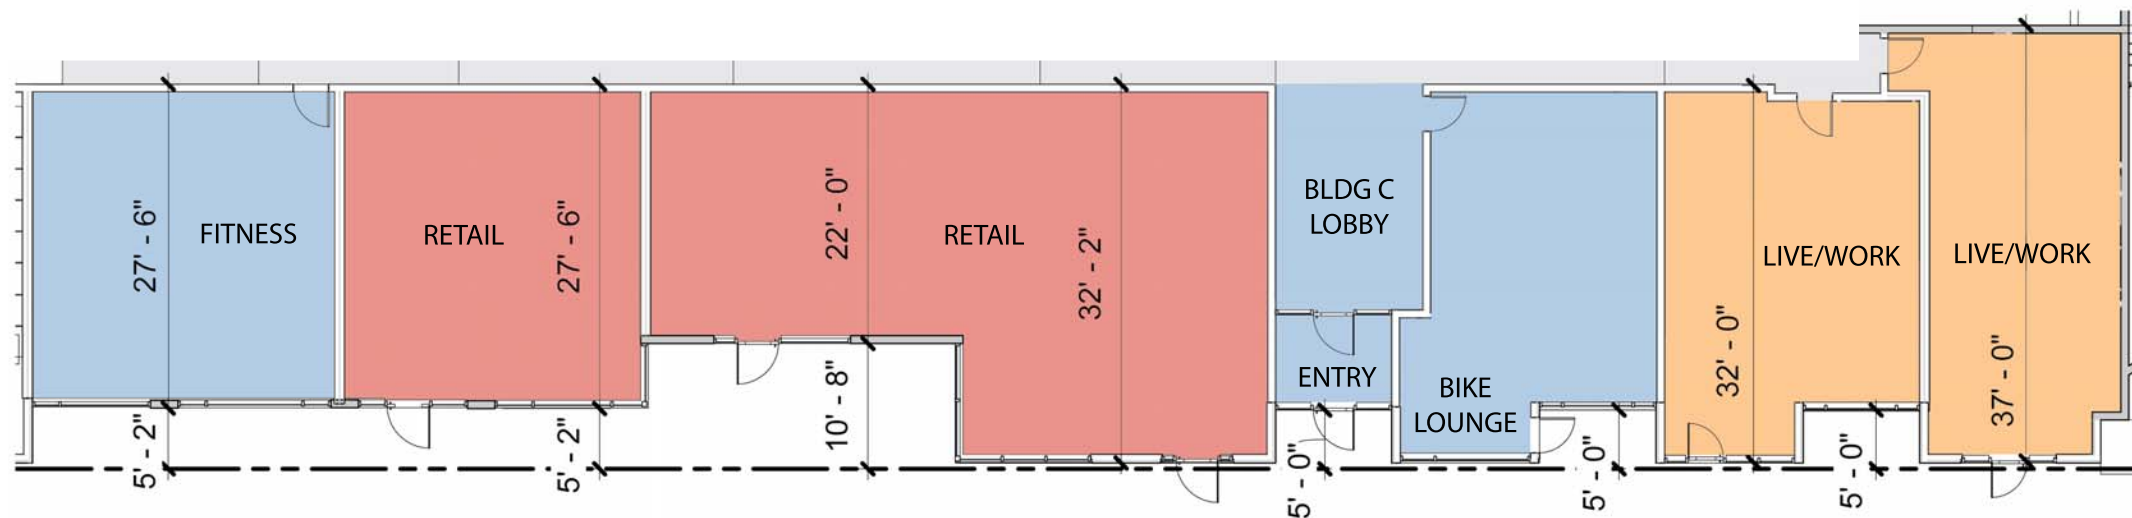 27' - 6"
FITNESS
RETAIL
27' - 6"
22' - 0"
RETAIL
32' - 2"
BLDG C
LOBBY
ENTRY
BIKE
LOUNGE
LIVE/WORK
32' - 0"
LIVE/WORK
37' - 0"
5' - 2"
5' - 2"
10' - 8"
5' - 0"
5' - 0"
5' - 0"